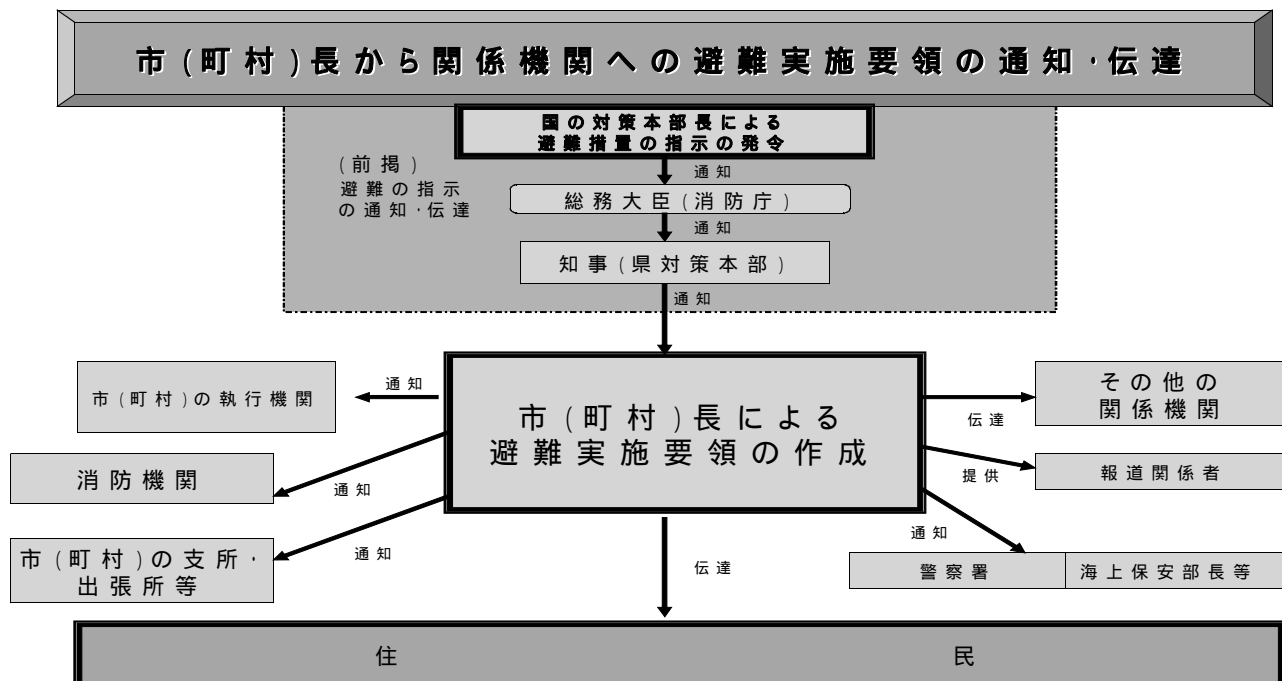 市(町村)長から関係機関への避難実施要領の通知・伝達
国の対策本部長による
避難措置の指示の発令
(前掲)
避難の指示
の通知・伝達
通知
総務大臣(消防庁)
通知
知事(県対策本部)
通知
市(町村)の執行機関
通知
市(町村)長による
避難実施要領の作成
その他の
関係機関
伝達
消防機関
通知
提供
報道関係者
市(町村)の支所・
出張所等
通知
通知
警察署
海上保安部長等
伝達
住民